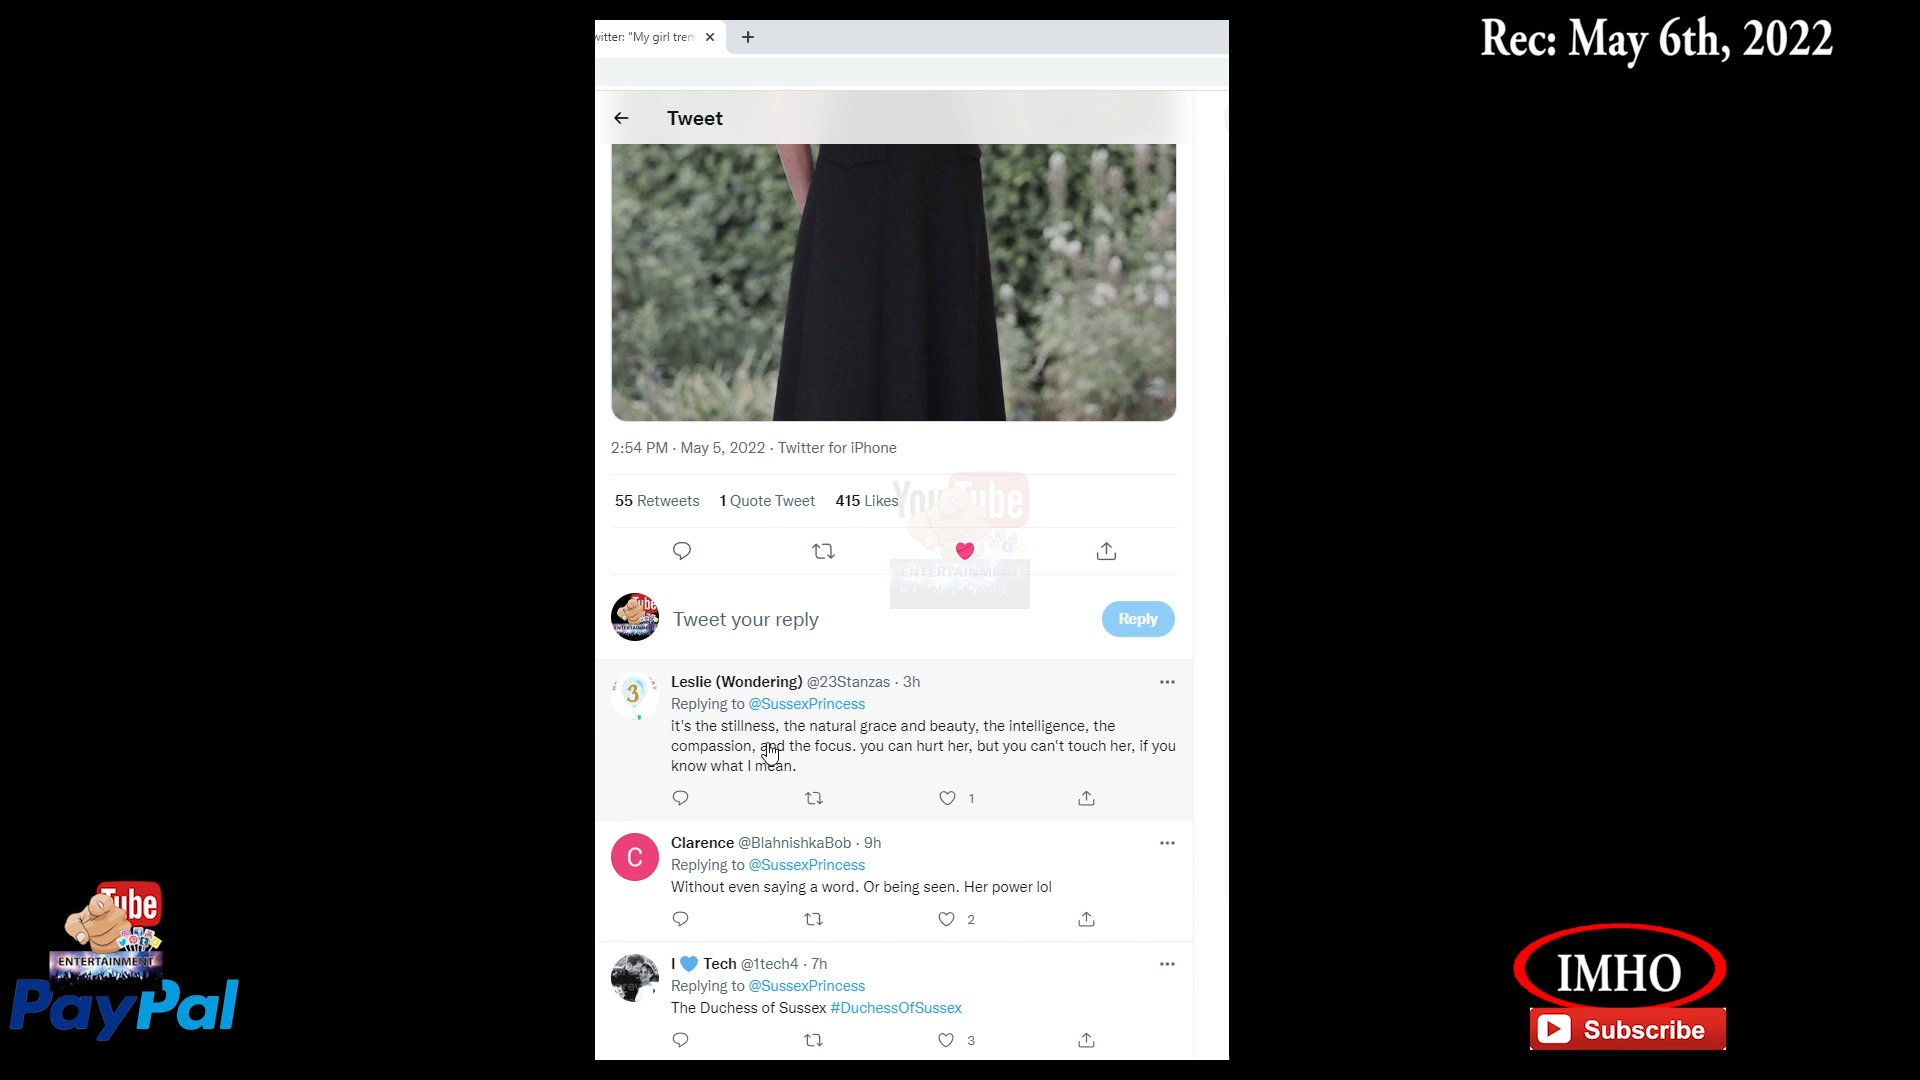 Rec: May 6th, 2022
witter: "My girl tren
Tweet
2:54 PM · May 5, 2022 · Twitter for iPhone
55 Retweets 1 Quote Tweet 415 Likes
YouTube
ENTERTAINMENT
Tweet your reply
Reply
Leslie (Wondering) @23Stanzas · 3h
Replying to @SussexPrincess
it's the stillness, the natural grace and beauty, the intelligence, the
compassion, and the focus. you can hurt her, but you can't touch her, if you
know what I mean.
1
C
Clarence @BlahnishkaBob · 9h
Replying to @SussexPrincess
Without even saying a word. Or being seen. Her power lol
2
I 💙 Tech @1tech4 · 7h
Replying to @SussexPrincess
The Duchess of Sussex #DuchessOfSussex
3
Tube
ENTERTAINMENT
PayPal
IMHO
Subscribe